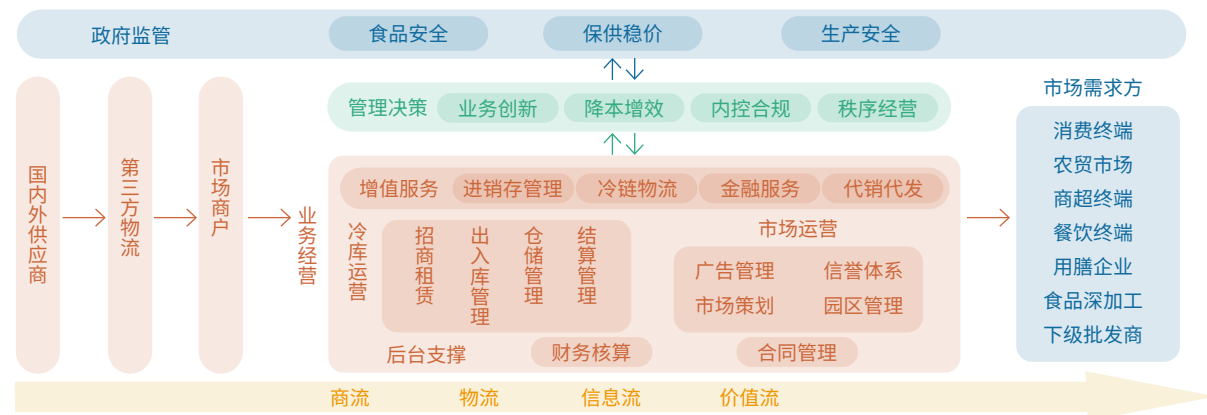 政府监管 食品安全 保供稳价 生产安全
管理决策 业务创新 降本增效 内控合规 秩序经营
国内外供应商
第三方物流
市场商户
业务经营
增值服务 进销存管理 冷链物流 金融服务 代销代发
冷库运营
招商租赁
出入库管理
仓储管理
结算管理
市场运营
广告管理 信誉体系
市场策划 园区管理
后台支撑 财务核算 合同管理
市场需求方
消费终端
农贸市场
商超终端
餐饮终端
用膳企业
食品深加工
下级批发商
商流 物流 信息流 价值流